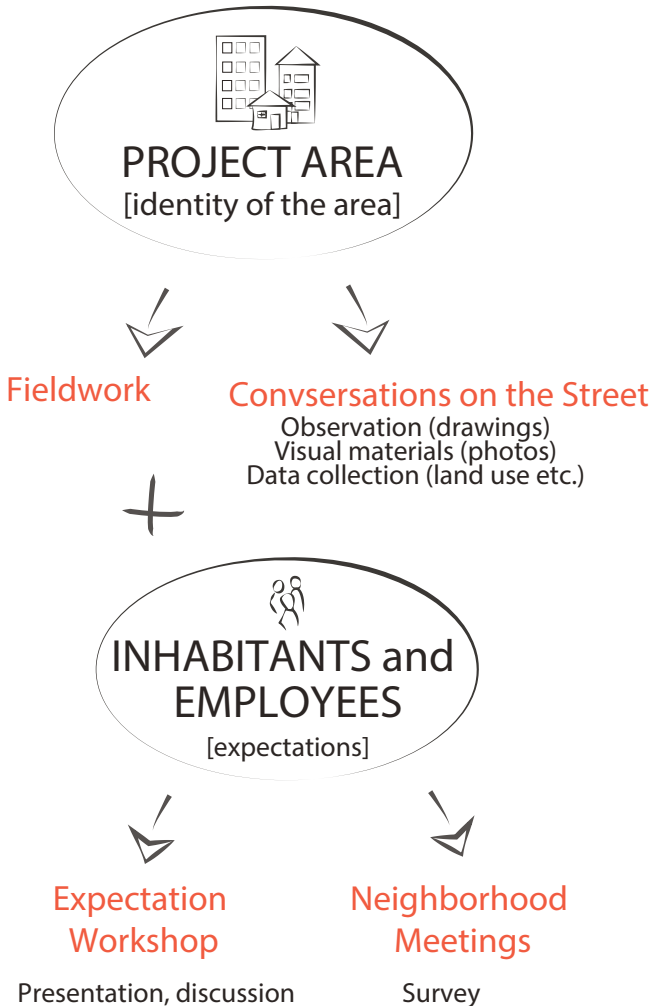 PROJECT AREA
[identity of the area]
Fieldwork
Convsersations on the Street
Observation (drawings)
Visual materials (photos)
Data collection (land use etc.)
INHABITANTS and
EMPLOYEES
[expectations]
Expectation
Workshop
Presentation, discussion
Neighborhood
Meetings
Survey